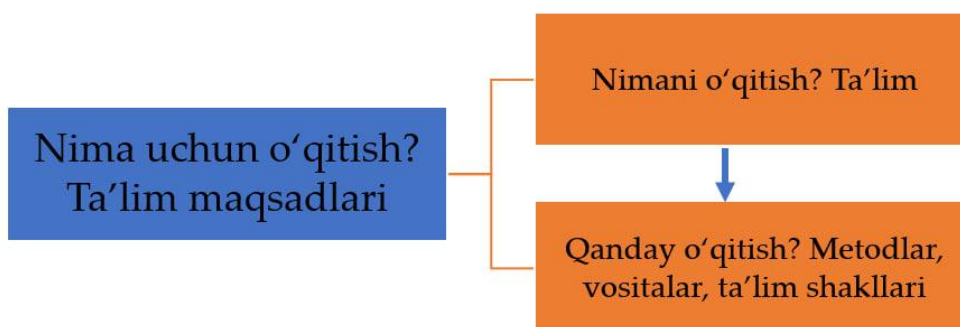 Nima uchun o‘qitish?
Ta’lim maqsadlari
Nimani o‘qitish? Ta’lim
Qanday o‘qitish? Metodlar,
vositalar, ta’lim shakllari